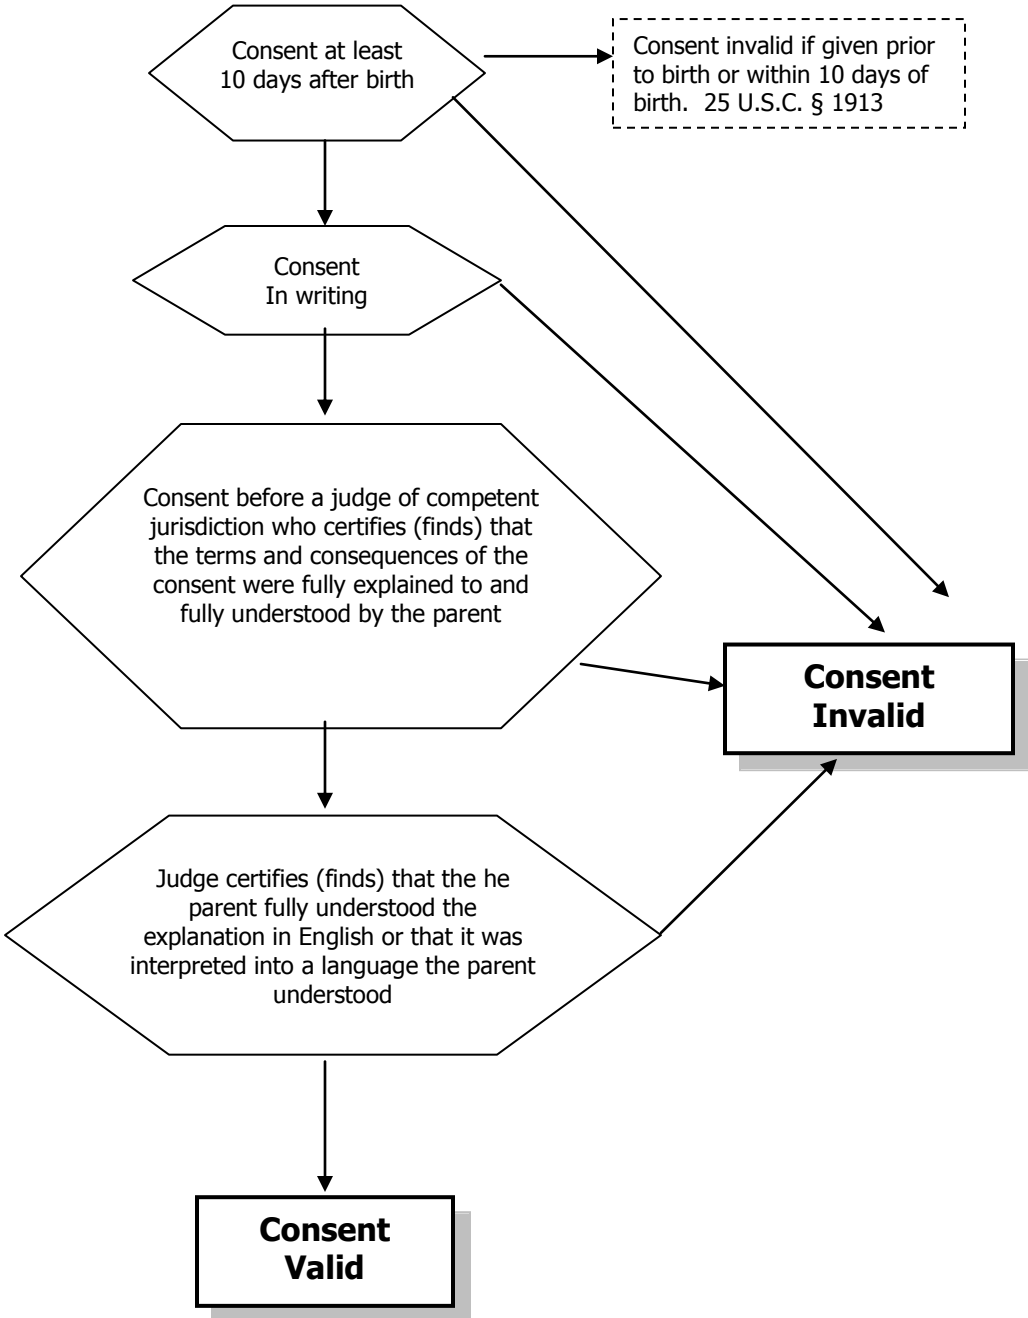 Consent at least
10 days after birth
Consent invalid if given prior
to birth or within 10 days of
birth.  25 U.S.C. § 1913
Consent
In writing
Consent before a judge of competent
jurisdiction who certifies (finds) that
the terms and consequences of the
consent were fully explained to and
fully understood by the parent
Consent
Invalid
Judge certifies (finds) that the he
parent fully understood the
explanation in English or that it was
interpreted into a language the parent
understood
Consent
Valid